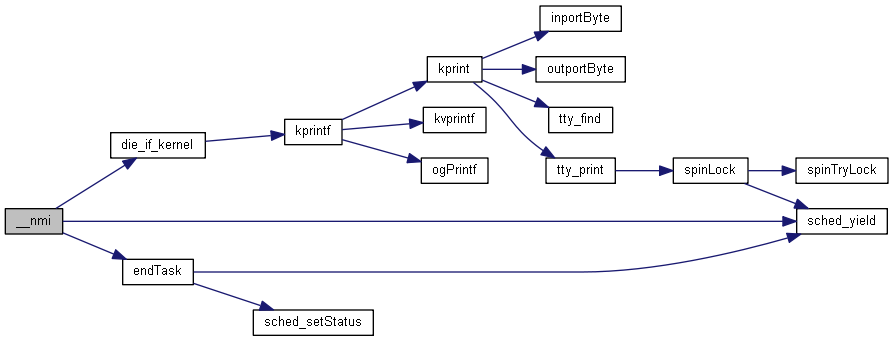 inportByte
kprint
outportByte
tty_find
kvprintf
kprintf
die_if_kernel
ogPrintf
tty_print
spinLock
spinTryLock
__nmi
sched_yield
endTask
sched_setStatus